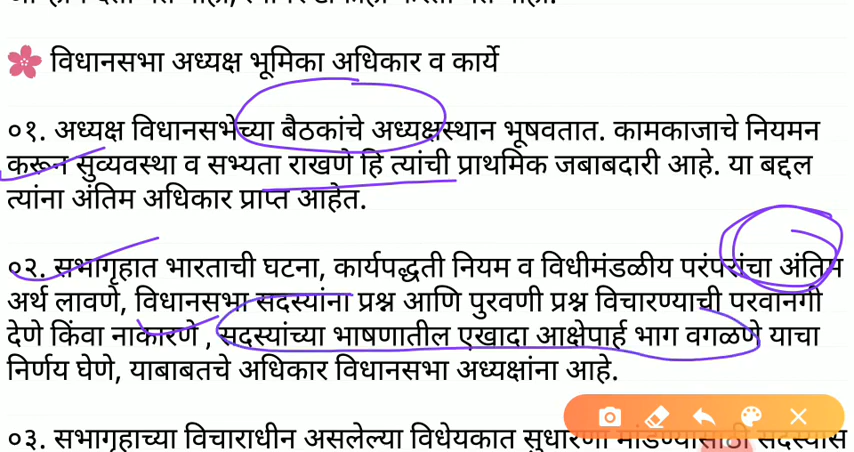 विधानसभा अध्यक्ष भूमिका अधिकार व कार्ये
०१. अध्यक्ष विधानसभेच्या बैठकांचे अध्यक्षस्थान भूषवतात. कामकाजाचे नियमन
करून सुव्यवस्था व सभ्यता राखणे हि त्यांची प्राथमिक जबाबदारी आहे. या बद्दल
त्यांना अंतिम अधिकार प्राप्त आहेत.
०२. सभागृहात भारताची घटना, कार्यपद्धती नियम व विधीमंडळीय परंपरांचा अंतिम
अर्थ लावणे, विधानसभा सदस्यांना प्रश्न आणि पुरवणी प्रश्न विचारण्याची परवानगी
देणे किंवा नाकारणे , सदस्यांच्या भाषणातील एखादा आक्षेपार्ह भाग वगळणे याचा
निर्णय घेणे, याबाबतचे अधिकार विधानसभा अध्यक्षांना आहे.
०३. सभागृहाच्या विचाराधीन असलेल्या विधेयकात सुधारणा मांडण्यासाठी सदस्यास